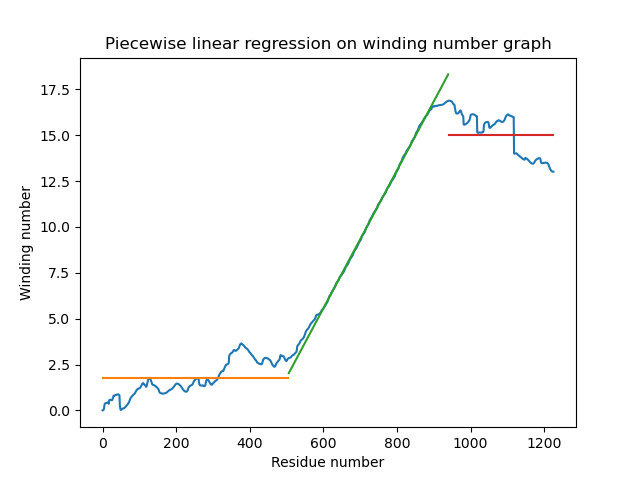 Piecewise linear regression on winding number graph
17.5
15.0
12.5
10.0
7.5
5.0
2.5
0.0
Winding number
0 200 400 600 800 1000 1200
Residue number